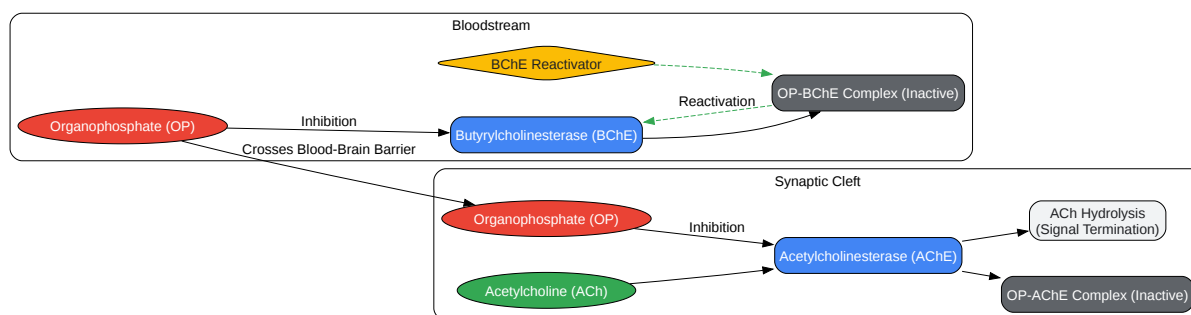 Bloodstream
BChE Reactivator
OP-BChE Complex (Inactive)
Reactivation
Organophosphate (OP)
Inhibition
Butyrylcholinesterase (BChE)
Crosses Blood-Brain Barrier
Synaptic Cleft
Organophosphate (OP)
Inhibition
ACh Hydrolysis
(Signal Termination)
Acetylcholinesterase (AChE)
Acetylcholine (ACh)
OP-AChE Complex (Inactive)